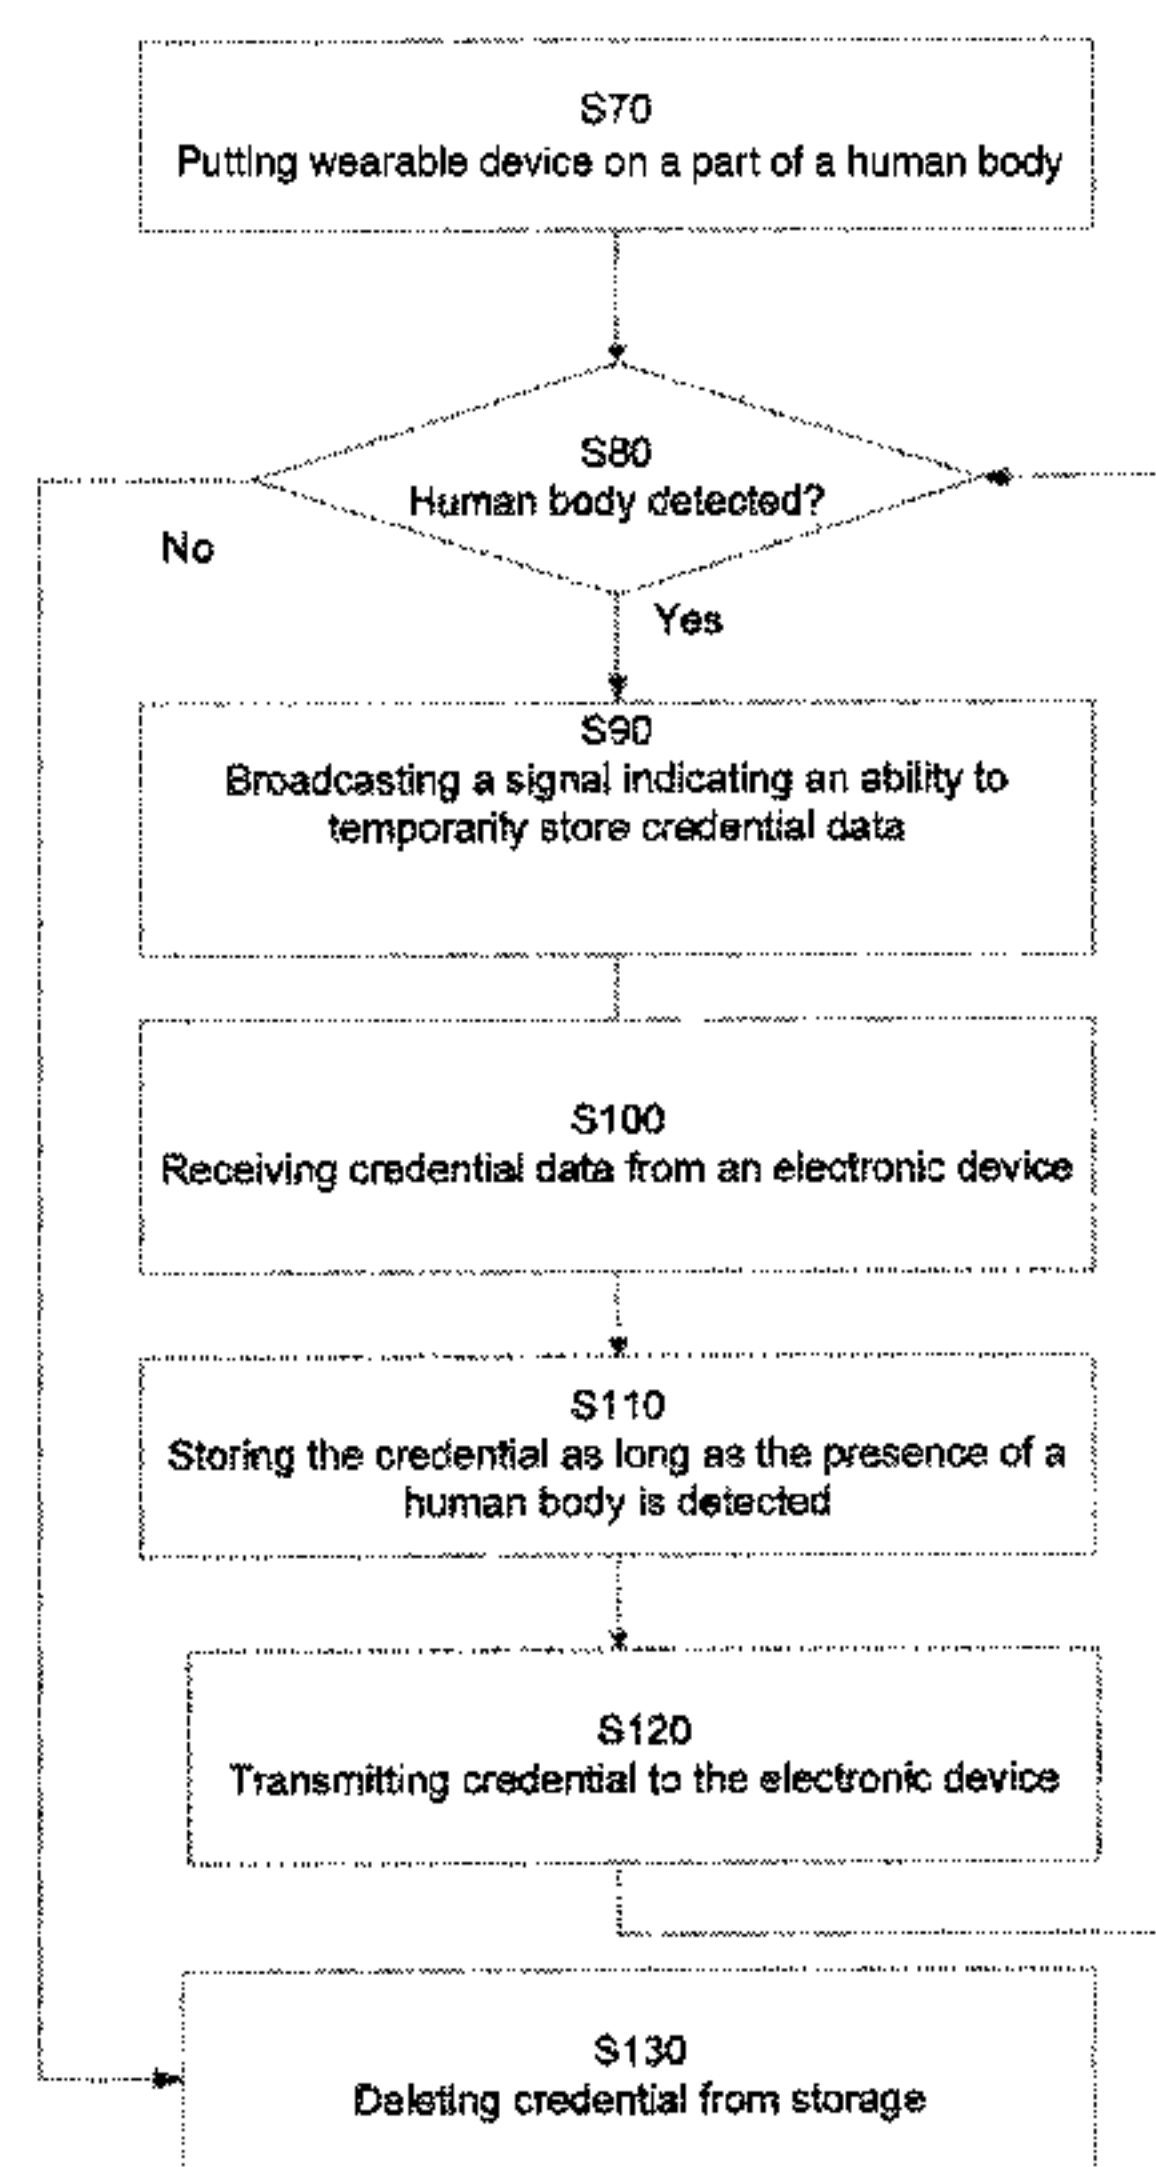 S70
Putting wearable device on a part of a human body
S80
Human body detected?
No
Yes
S90
Broadcasting a signal indicating an ability to
temporarily store credential data
S100
Receiving credential data from an electronic device
S110
Storing the credential as long as the presence of a
human body is detected
S120
Transmitting credential to the electronic device
S130
Deleting credential from storage